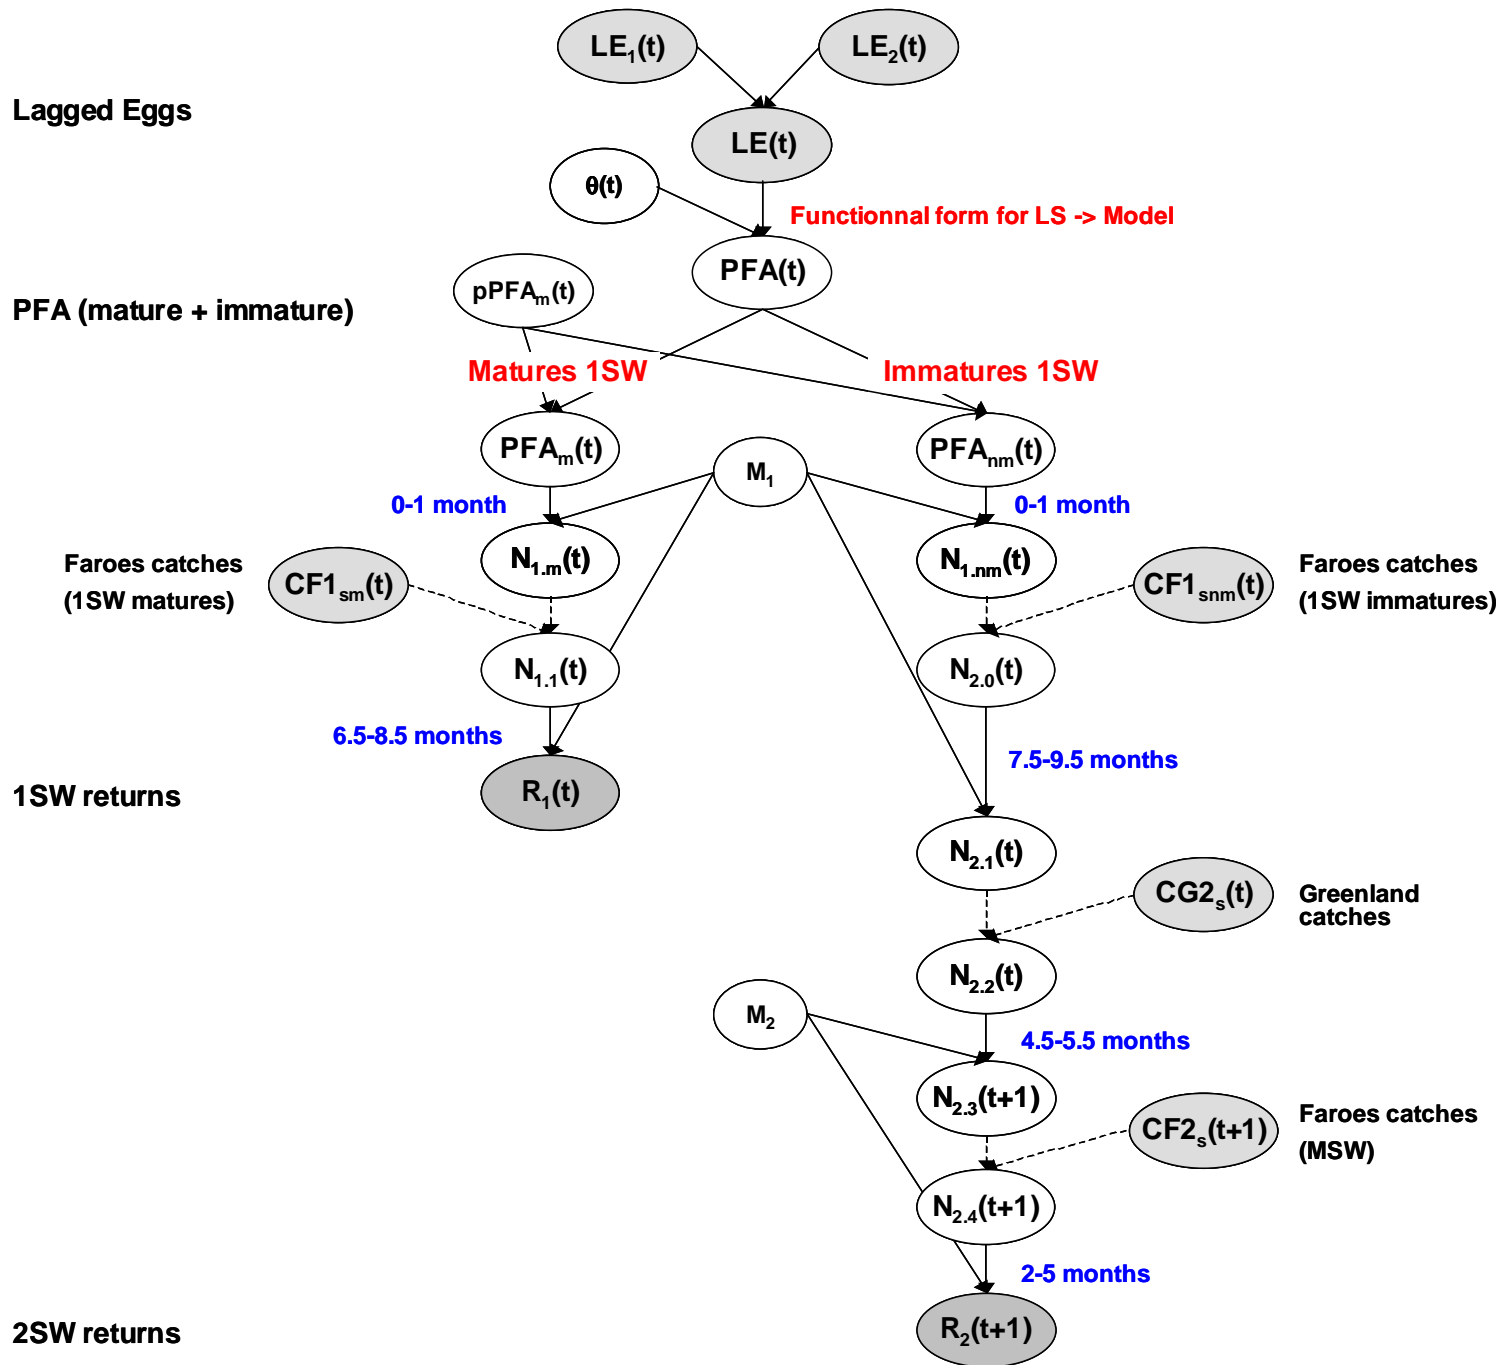 LE1(t)
LE2(t)
Lagged Eggs
LE(t)
θ(t)
Functionnal form for LS -> Model
PFA(t)
pPFAm(t)
PFA (mature + immature)
Matures 1SW
Immatures 1SW
PFAm(t)
PFAnm(t)
M1
0-1 month
0-1 month
N1.m(t)
N1.nm(t)
Faroes catches
(1SW matures)
CF1sm(t)
CF1snm(t)
Faroes catches
(1SW immatures)
N1.1(t)
N2.0(t)
6.5-8.5 months
7.5-9.5 months
1SW returns
R1(t)
N2.1(t)
CG2s(t)
Greenland
catches
N2.2(t)
M2
4.5-5.5 months
N2.3(t+1)
CF2s(t+1)
Faroes catches
(MSW)
N2.4(t+1)
2-5 months
2SW returns
R2(t+1)